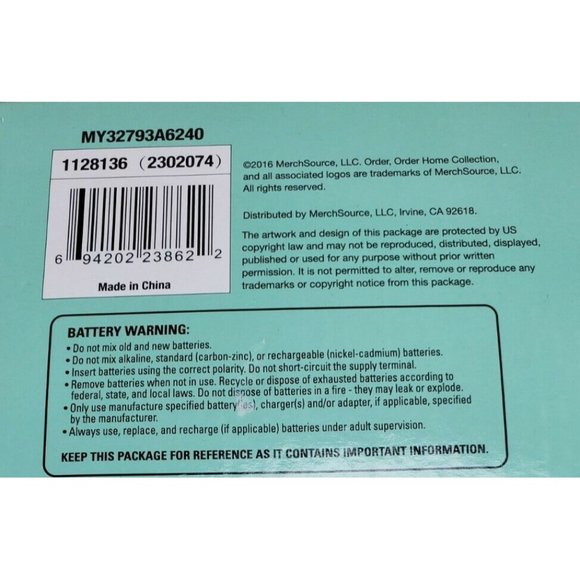 MY32793A6240
1128136 (2302074)
6 94202 23862 2
Made in China
©2016 MerchSource, LLC. Order, Order Home Collection,
and all associated logos are trademarks of MerchSource, LLC.
All rights reserved.
Distributed by MerchSource, LLC, Irvine, CA 92618.
The artwork and design of this package are protected by US
copyright law and may not be reproduced, distributed, displayed,
published or used for any purpose without prior written
permission. It is not permitted to alter, remove or reproduce any
trademarks or copyright notice from this package.
BATTERY WARNING:
• Do not mix old and new batteries.
• Do not mix alkaline, standard (carbon-zinc), or rechargeable (nickel-cadmium) batteries.
• Insert batteries using the correct polarity. Do not short-circuit the supply terminal.
• Remove batteries when not in use. Recycle or dispose of exhausted batteries according to
federal, state, and local laws. Do not dispose of batteries in a fire - they may leak or explode.
• Only use manufacture specified battery(ies), charger(s) and/or adapter, if applicable, specified
by the manufacturer.
• Always use, replace, and recharge (if applicable) batteries under adult supervision.
KEEP THIS PACKAGE FOR REFERENCE AS IT CONTAINS IMPORTANT INFORMATION.